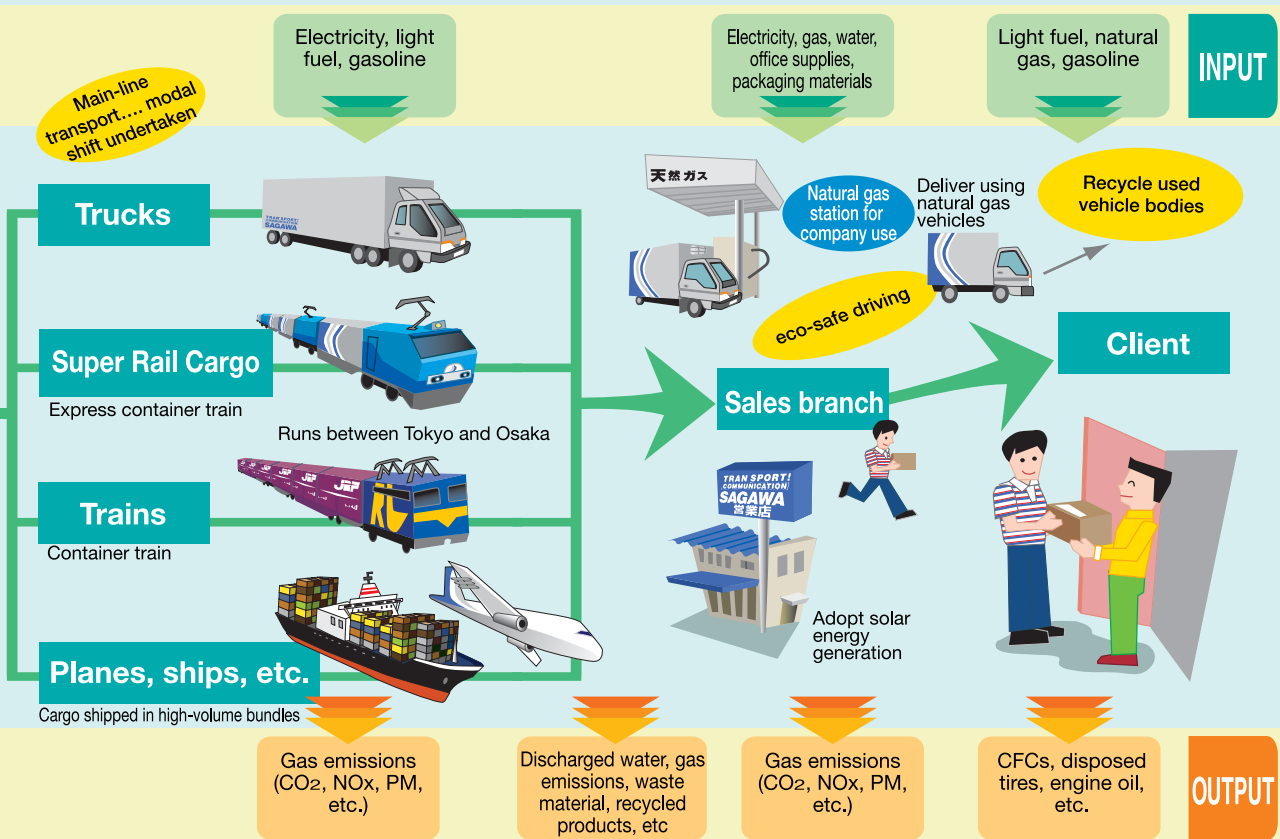 Electricity, light
fuel, gasoline
Electricity, gas, water,
office supplies,
packaging materials
Light fuel, natural
gas, gasoline
INPUT
Main-line
transport.... modal
shift undertaken
Trucks
TRAN SPORT!
COMMUNICATION
SAGAWA
天然ガス
Natural gas
station for
company use
Deliver using
natural gas
vehicles
Recycle used
vehicle bodies
eco-safe driving
Super Rail Cargo
Express container train
Runs between Tokyo and Osaka
Sales branch
Client
Trains
Container train
TRAN SPORT!
COMMUNICATION
SAGAWA
営業店
Adopt solar
energy
generation
Planes, ships, etc.
Cargo shipped in high-volume bundles
Gas emissions
(CO2, NOx, PM,
etc.)
Discharged water, gas
emissions, waste
material, recycled
products, etc
Gas emissions
(CO2, NOx, PM,
etc.)
CFCs, disposed
tires, engine oil,
etc.
OUTPUT